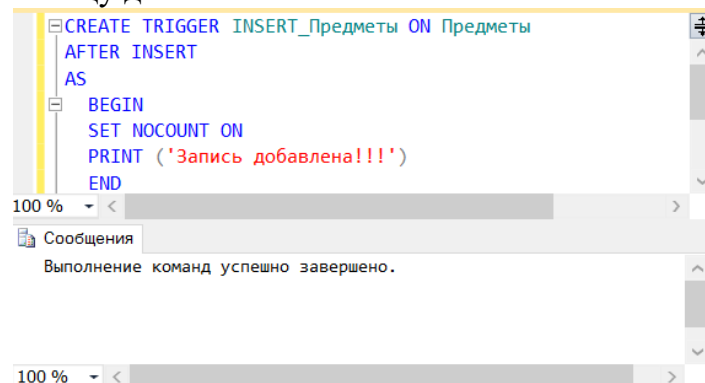 CREATE TRIGGER INSERT_Предметы ON Предметы
AFTER INSERT
AS
BEGIN
SET NOCOUNT ON
PRINT ('Запись добавлена!!!')
END
100 %
Сообщения
Выполнение команд успешно завершено.
100 %